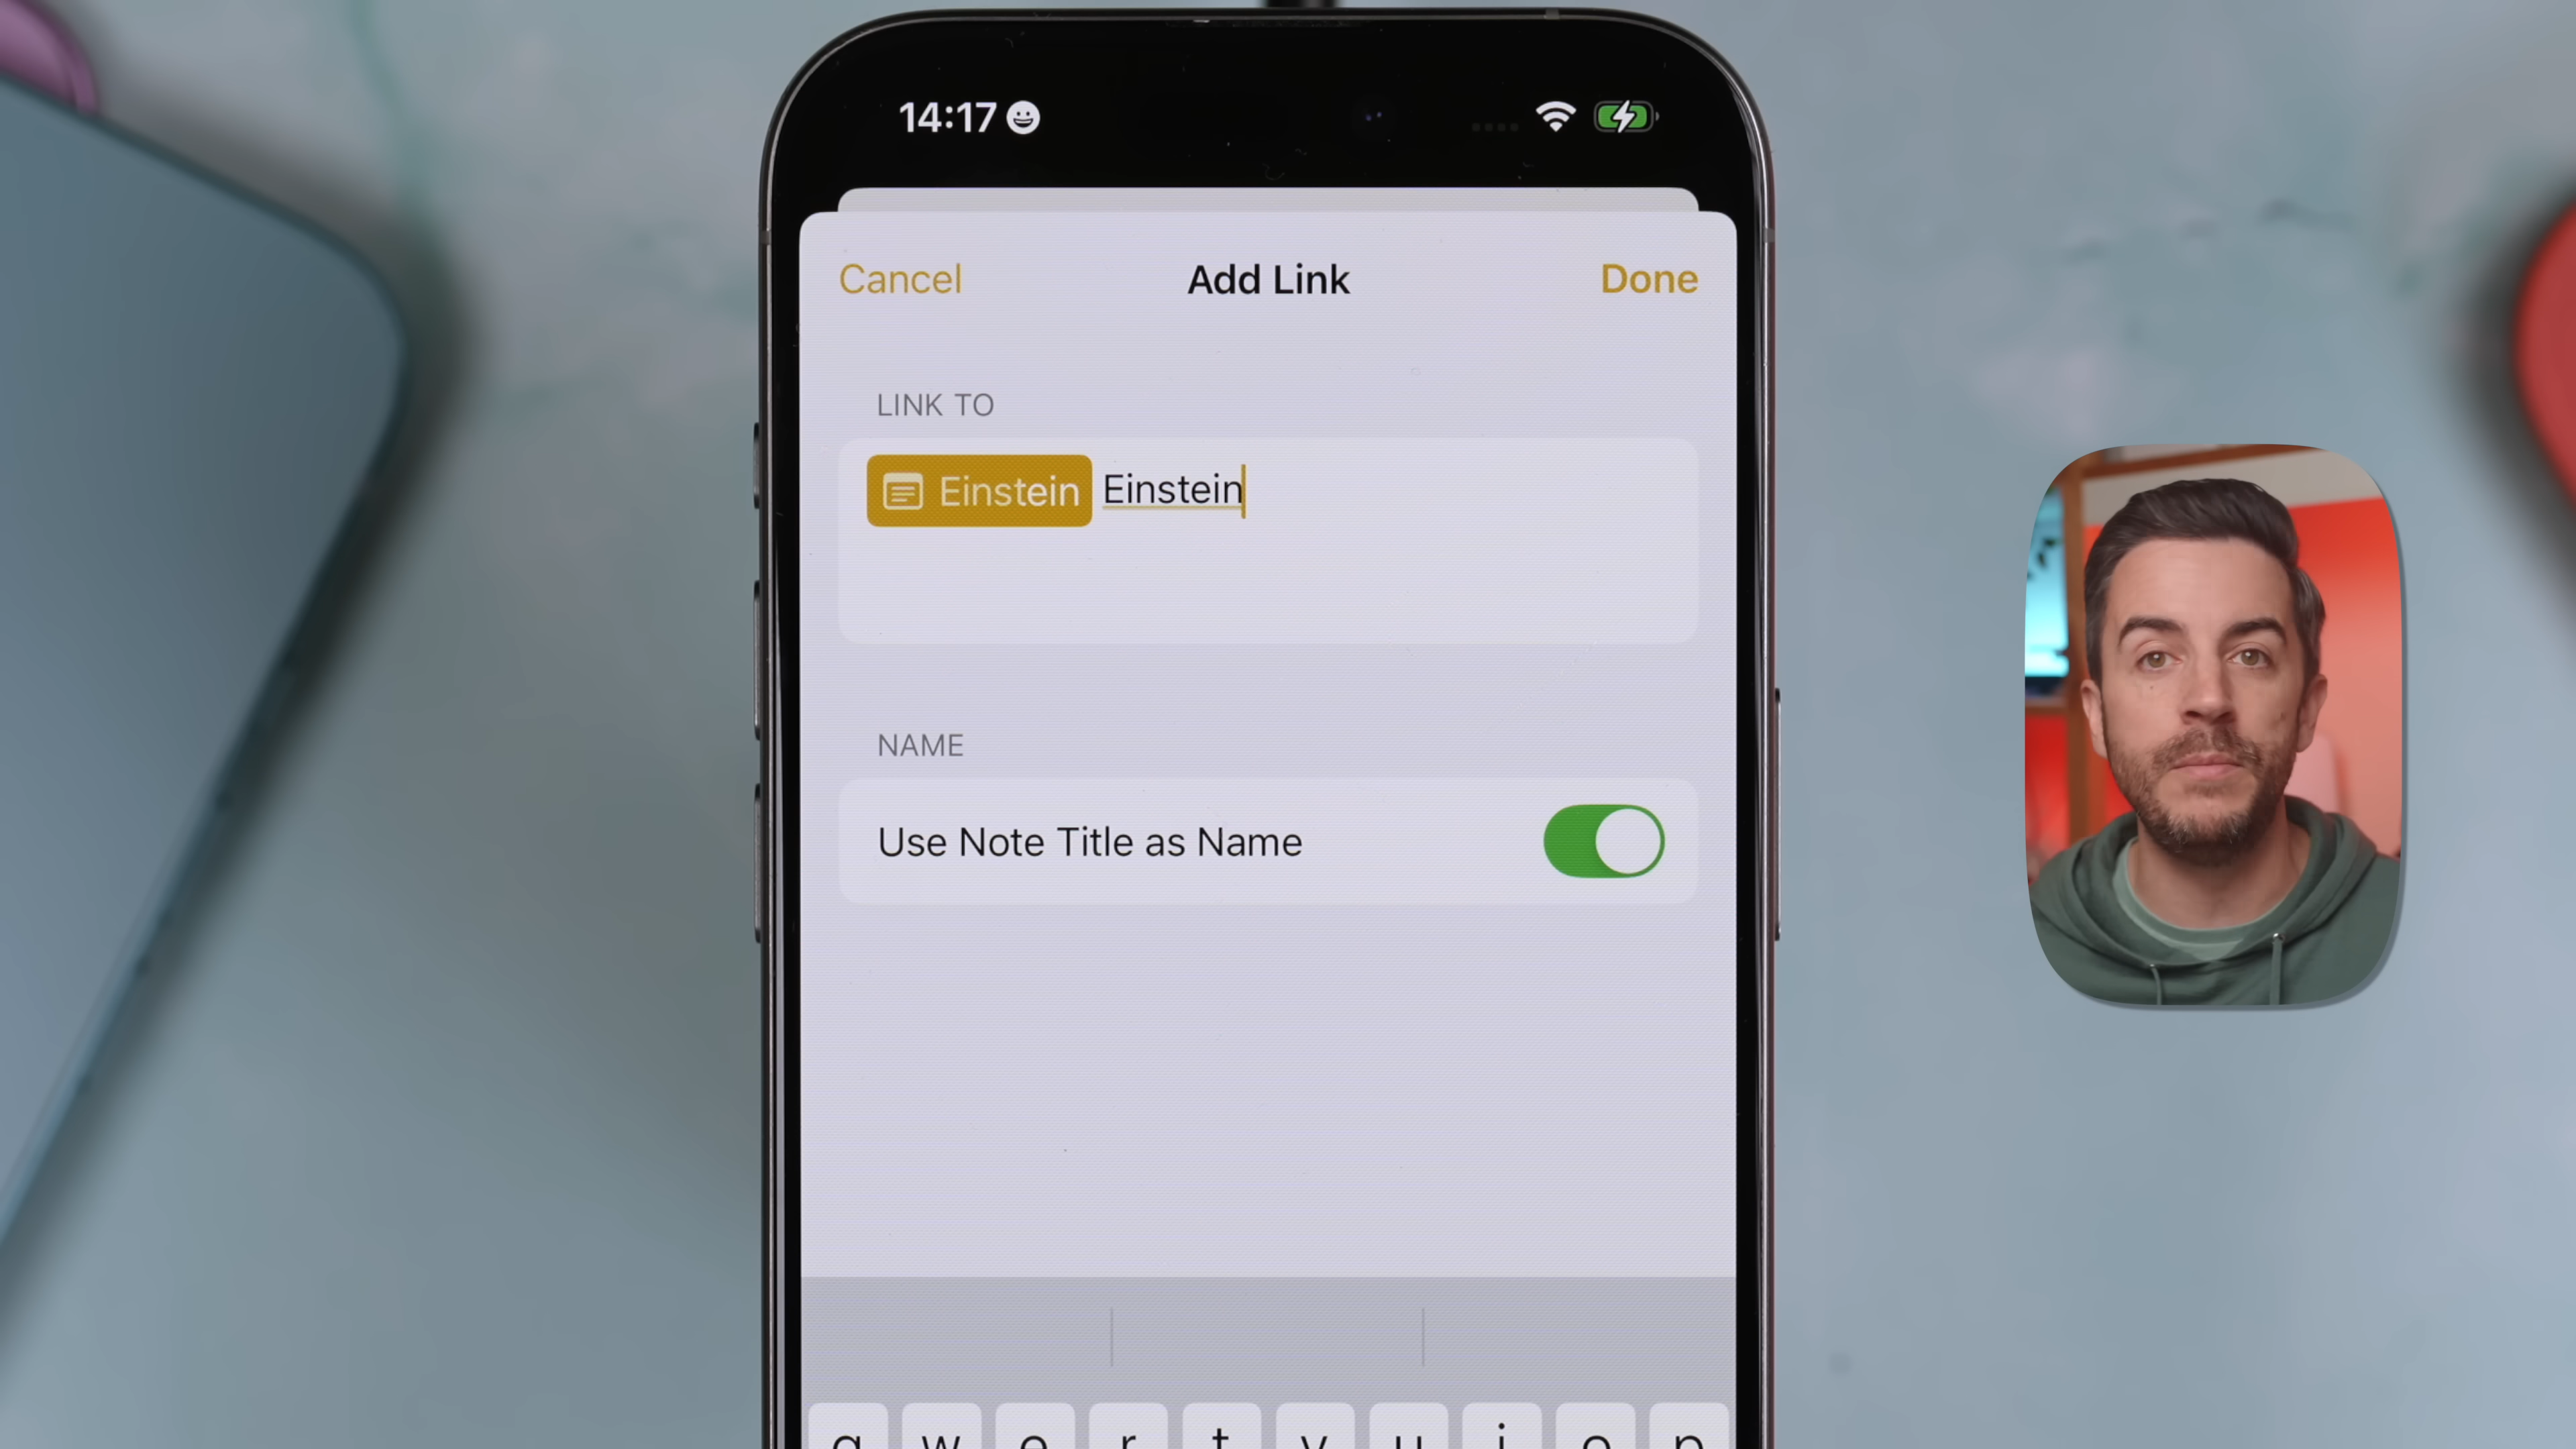 14:17
Cancel Add Link Done
LINK TO
Einstein Einstein
NAME
Use Note Title as Name
q w e r t y u i o p